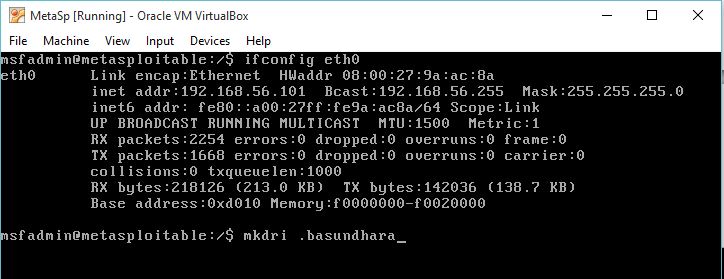 MetaSp [Running] - Oracle VM VirtualBox
File Machine View Input Devices Help
msfadmin@metasploitable:/$ ifconfig eth0
eth0 Link encap:Ethernet HWaddr 08:00:27:9a:ac:8a
inet addr:192.168.56.101 Bcast:192.168.56.255 Mask:255.255.255.0
inet6 addr: fe80::a00:27ff:fe9a:ac8a/64 Scope:Link
UP BROADCAST RUNNING MULTICAST MTU:1500 Metric:1
RX packets:2254 errors:0 dropped:0 overruns:0 frame:0
TX packets:1668 errors:0 dropped:0 overruns:0 carrier:0
collisions:0 txqueuelen:1000
RX bytes:218126 (213.0 KB) TX bytes:142036 (138.7 KB)
Base address:0xd010 Memory:f0000000-f0020000
msfadmin@metasploitable:/$ mkdri .basundhara_